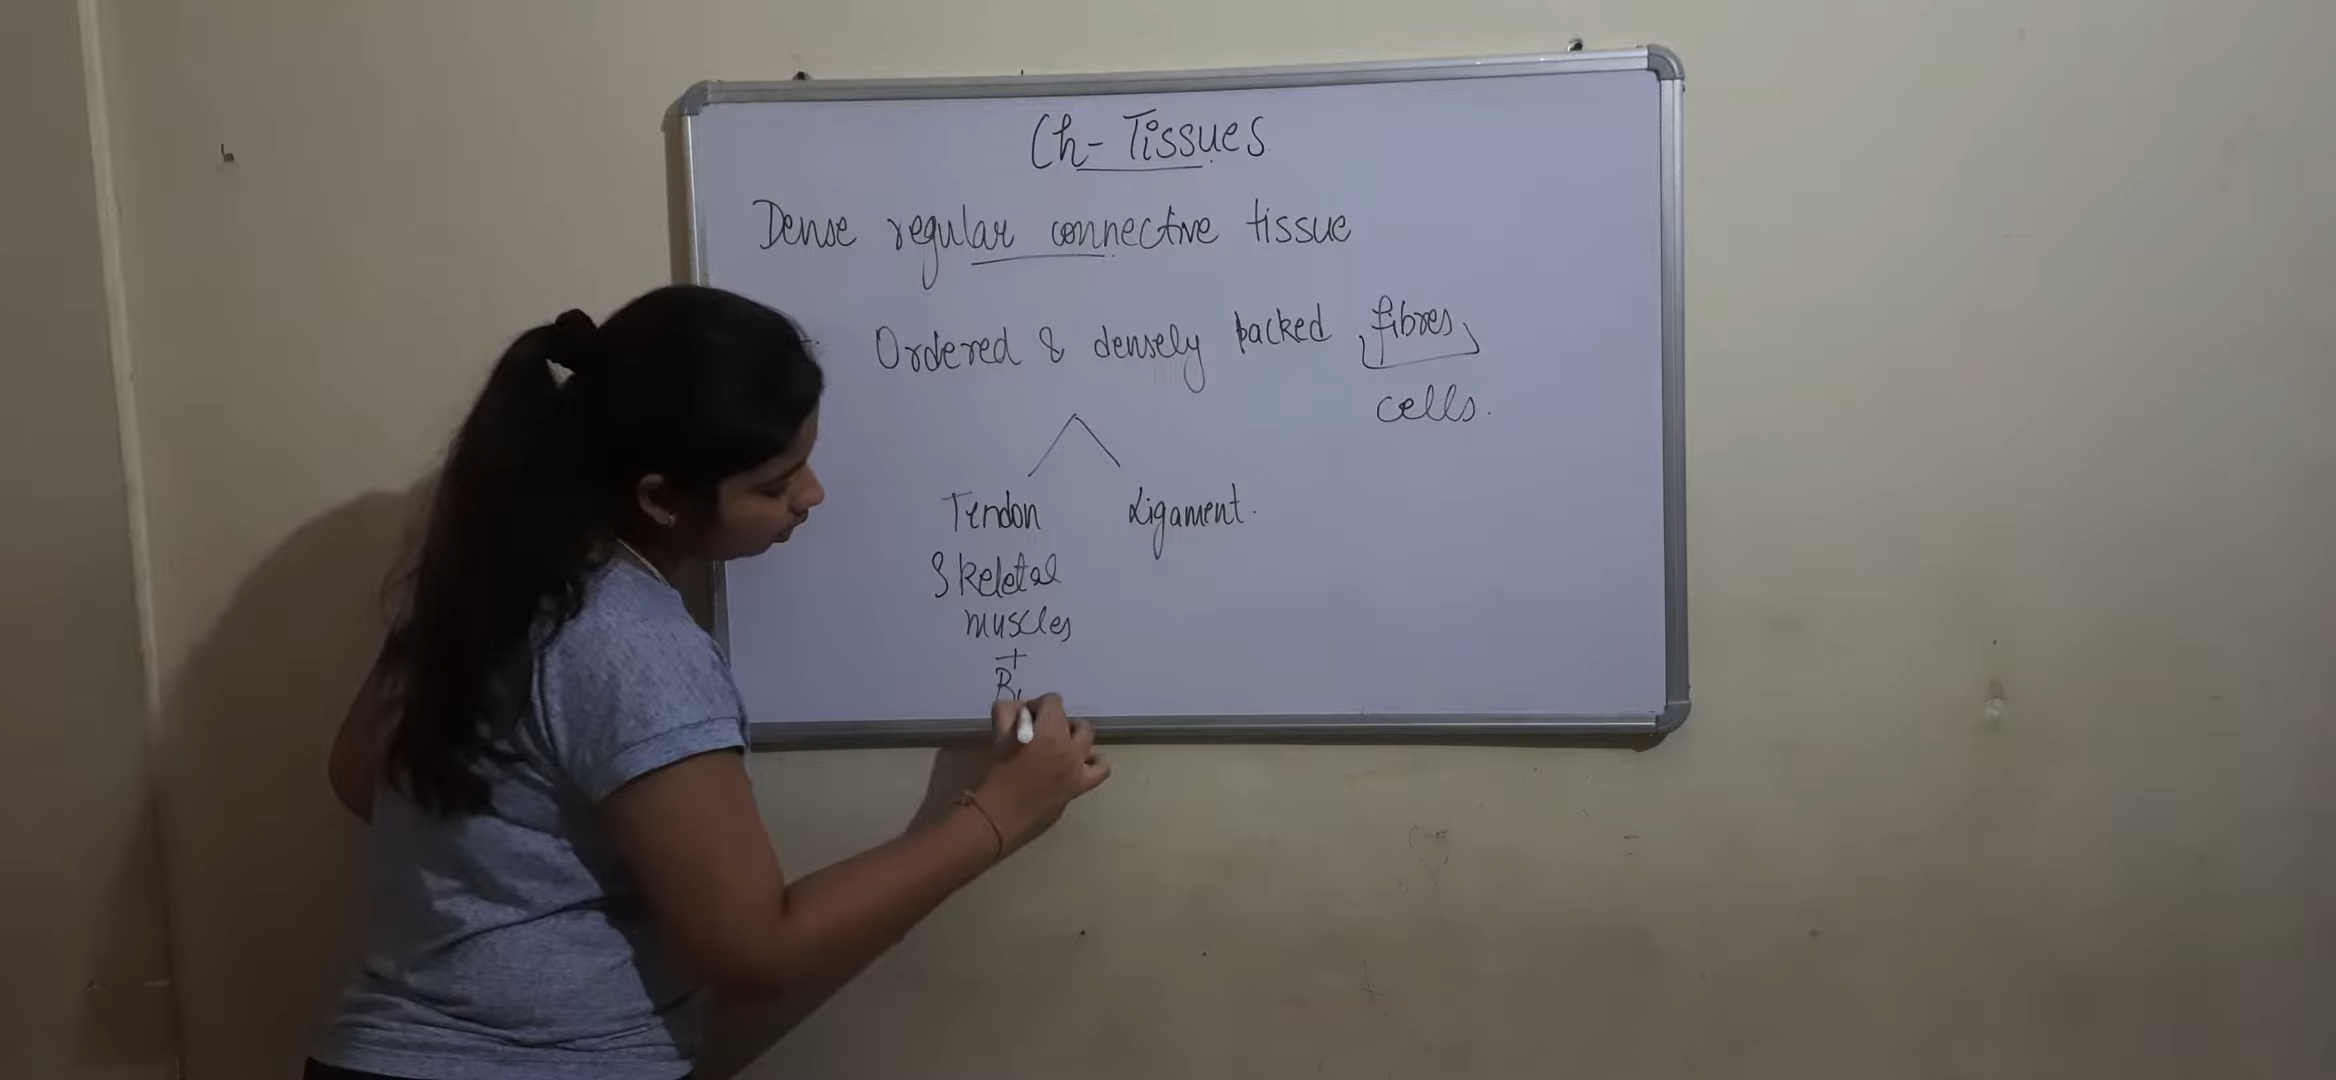 Ch- Tissues
Dense regular connective tissue
Ordered & densely packed fibres
cells.
Tendon Ligament.
Skeletal
muscles
+
B